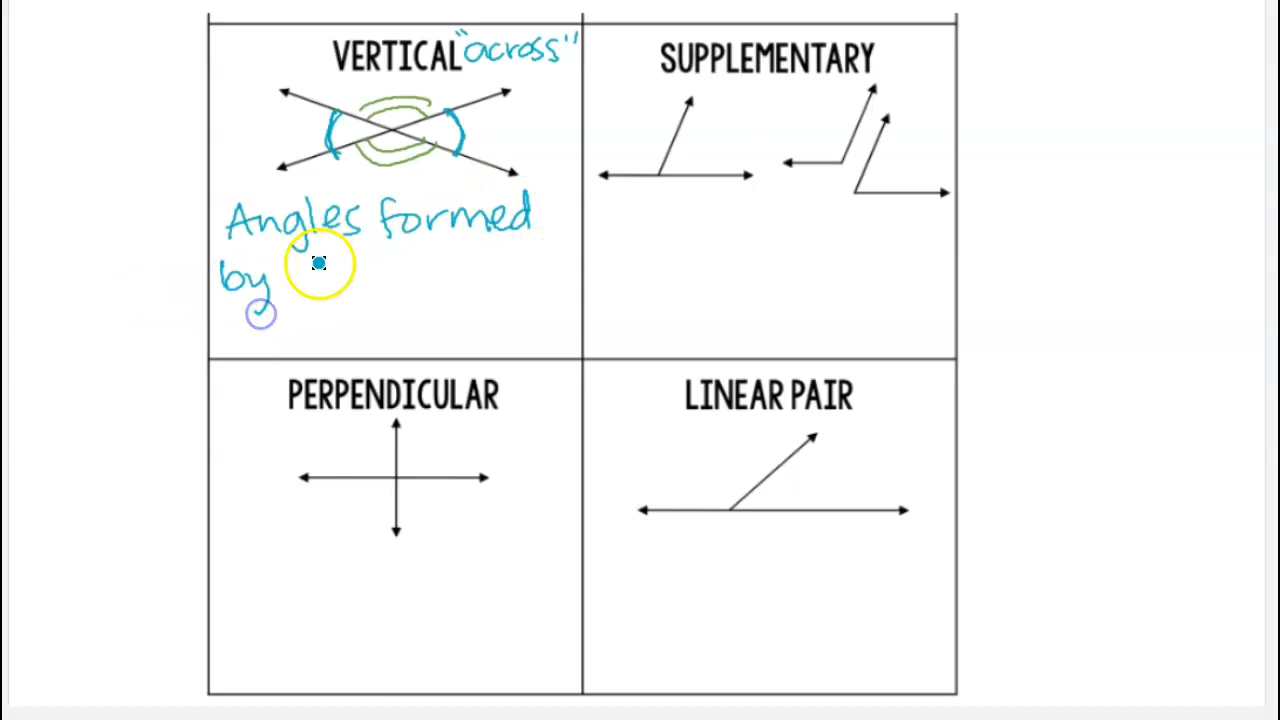 VERTICAL "across"
SUPPLEMENTARY
Angles formed
by
PERPENDICULAR
LINEAR PAIR